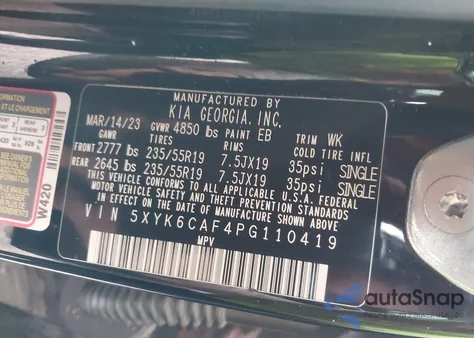 MANUFACTURED BY
KIA GEORGIA, INC.
MAR/14/23 GVWR 4850 lbs PAINT EB TRIM WK
GAWR TIRES RIMS COLD TIRE INFL
FRONT 2777 lbs 235/55R19 7.5JX19 35psi SINGLE
REAR 2645 lbs 235/55R19 7.5JX19 35psi SINGLE
THIS VEHICLE CONFORMS TO ALL APPLICABLE U.S. FEDERAL
MOTOR VEHICLE SAFETY AND THEFT PREVENTION STANDARDS IN
EFFECT ON THE DATE OF MANUFACTURE SHOWN ABOVE.
VIN 5XYK6CAF4PG110419
MPV
W420
autoSnap